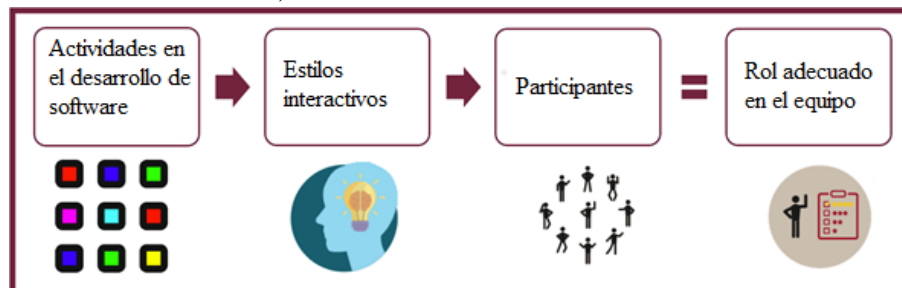 Actividades en
el desarrollo de
software
Estilos
interactivos
Participantes
=
Rol adecuado
en el equipo